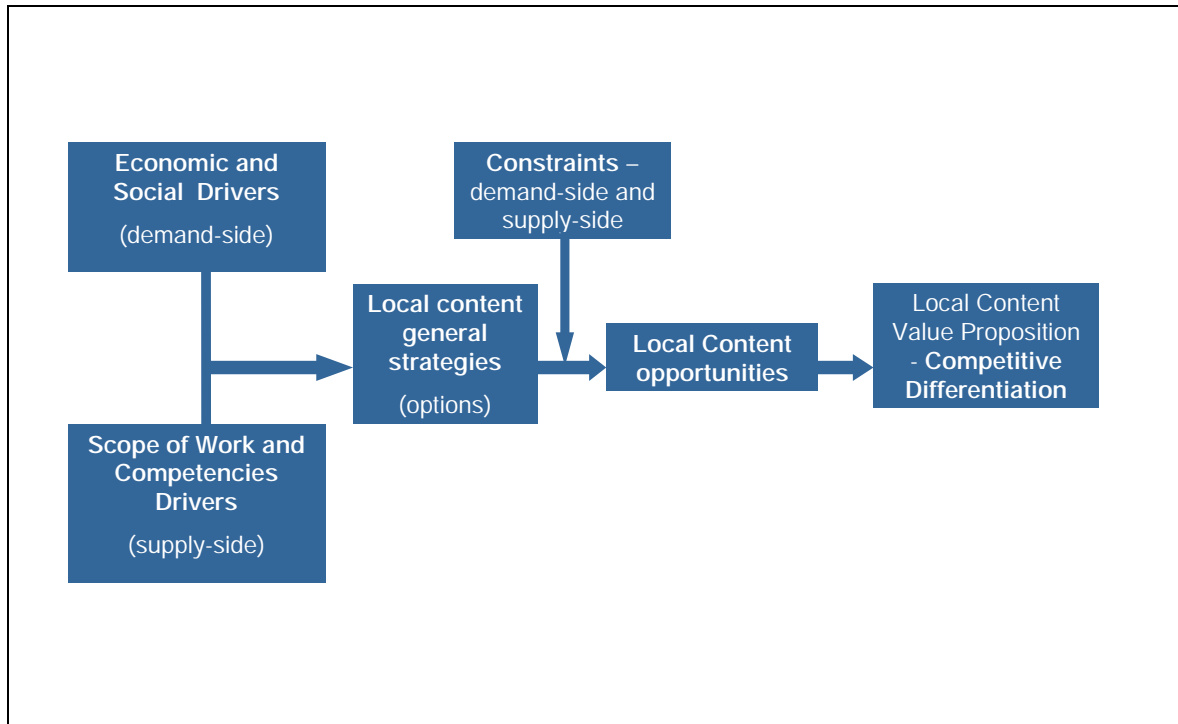 Economic and
Social Drivers
(demand-side)
Scope of Work and
Competencies
Drivers
(supply-side)
Local content
general
strategies
(options)
Constraints –
demand-side and
supply-side
Local Content
opportunities
Local Content
Value Proposition
- Competitive
Differentiation